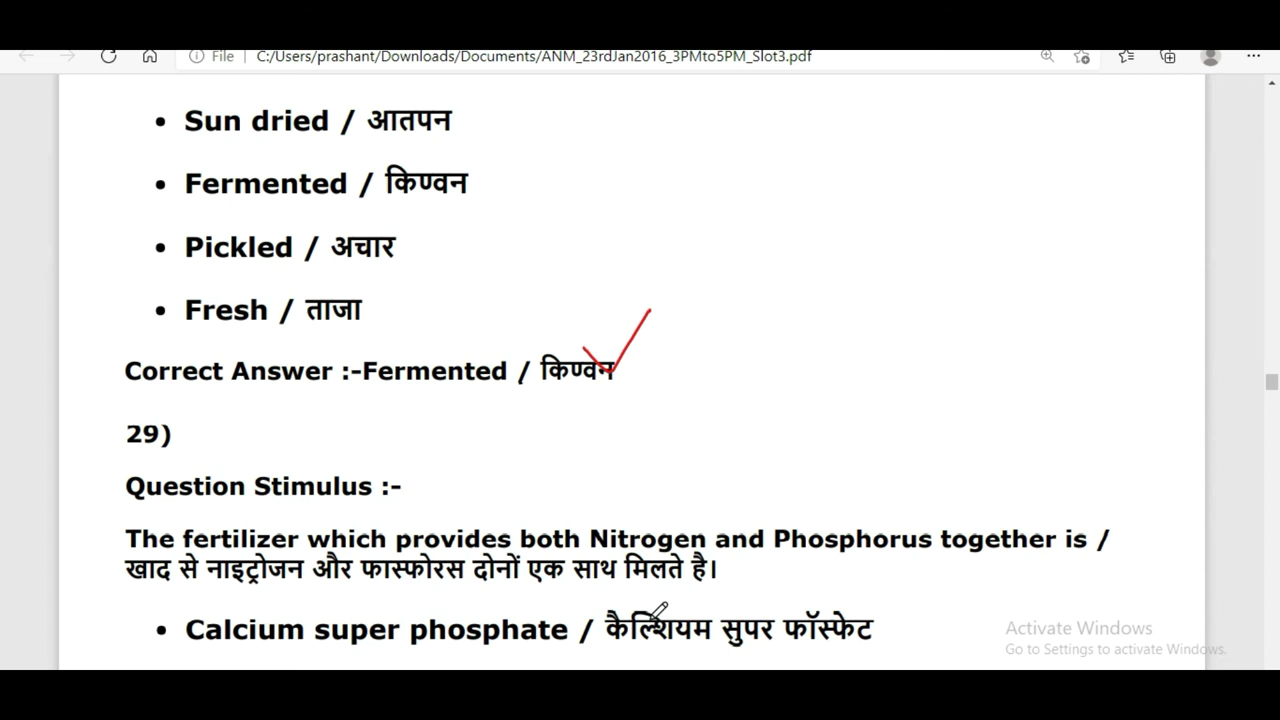 File C:/Users/prashant/Downloads/Documents/ANM_23rdJan2016_3PMto5PM_Slot3.pdf
• Sun dried / आतपन
• Fermented / किण्वन
• Pickled / अचार
• Fresh / ताजा
Correct Answer :-Fermented / किण्वन
29)
Question Stimulus :-
The fertilizer which provides both Nitrogen and Phosphorus together is /
खाद से नाइट्रोजन और फास्फोरस दोनों एक साथ मिलते है।
• Calcium super phosphate / कैल्शियम सुपर फॉस्फेट
Activate Windows
Go to Settings to activate Windows.